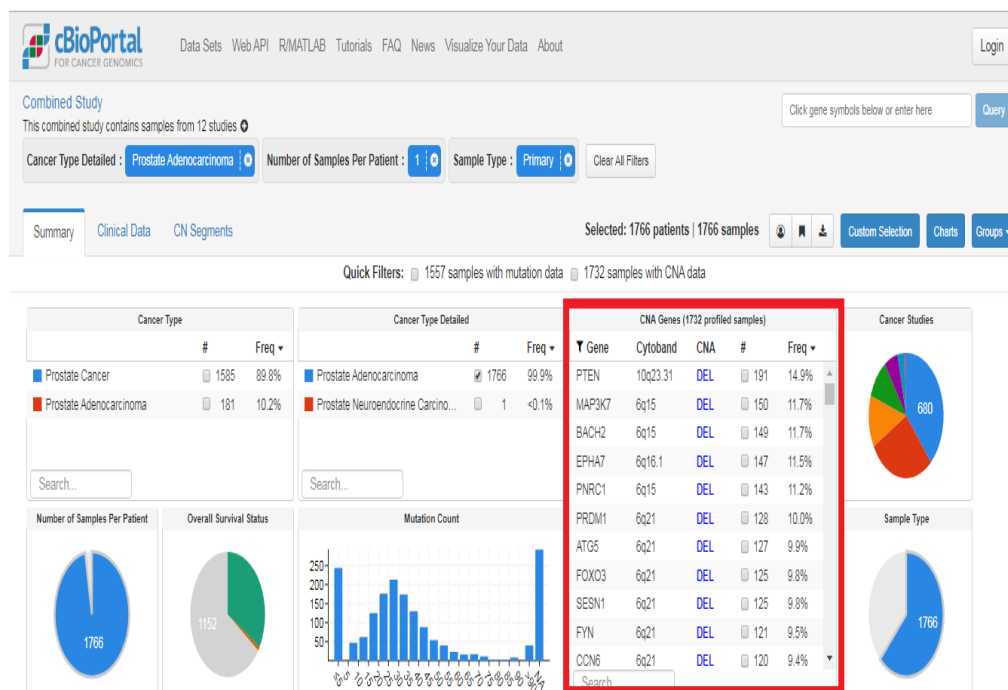 cBioPortal
FOR CANCER GENOMICS
Data Sets Web API R/MATLAB Tutorials FAQ News Visualize Your Data About
Login
Combined Study
This combined study contains samples from 12 studies
Click gene symbols below or enter here
Query
Cancer Type Detailed : Prostate Adenocarcinoma Number of Samples Per Patient : 1 Sample Type : Primary Clear All Filters
Summary Clinical Data CN Segments
Selected: 1766 patients | 1766 samples
Custom Selection Charts Groups
Quick Filters: 1557 samples with mutation data 1732 samples with CNA data
Cancer Type
# Freq
Prostate Cancer 1585 89.8%
Prostate Adenocarcinoma 181 10.2%
Search...
Cancer Type Detailed
# Freq
Prostate Adenocarcinoma 1766 99.9%
Prostate Neuroendocrine Carcino... 1 <0.1%
Search...
CNA Genes (1732 profiled samples)
Gene Cytoband CNA # Freq
PTEN 10q23.31 DEL 191 14.9%
MAP3K7 6q15 DEL 150 11.7%
BACH2 6q15 DEL 149 11.7%
EPHA7 6q16.1 DEL 147 11.5%
PNRC1 6q15 DEL 143 11.2%
PRDM1 6q21 DEL 128 10.0%
ATG5 6q21 DEL 127 9.9%
FOXO3 6q21 DEL 125 9.8%
SESN1 6q21 DEL 125 9.8%
FYN 6q21 DEL 121 9.5%
CCN6 6q21 DEL 120 9.4%
Search
Cancer Studies
680
Number of Samples Per Patient
1766
Overall Survival Status
1152
Mutation Count
250
200
150
100
50
NA
Sample Type
1766